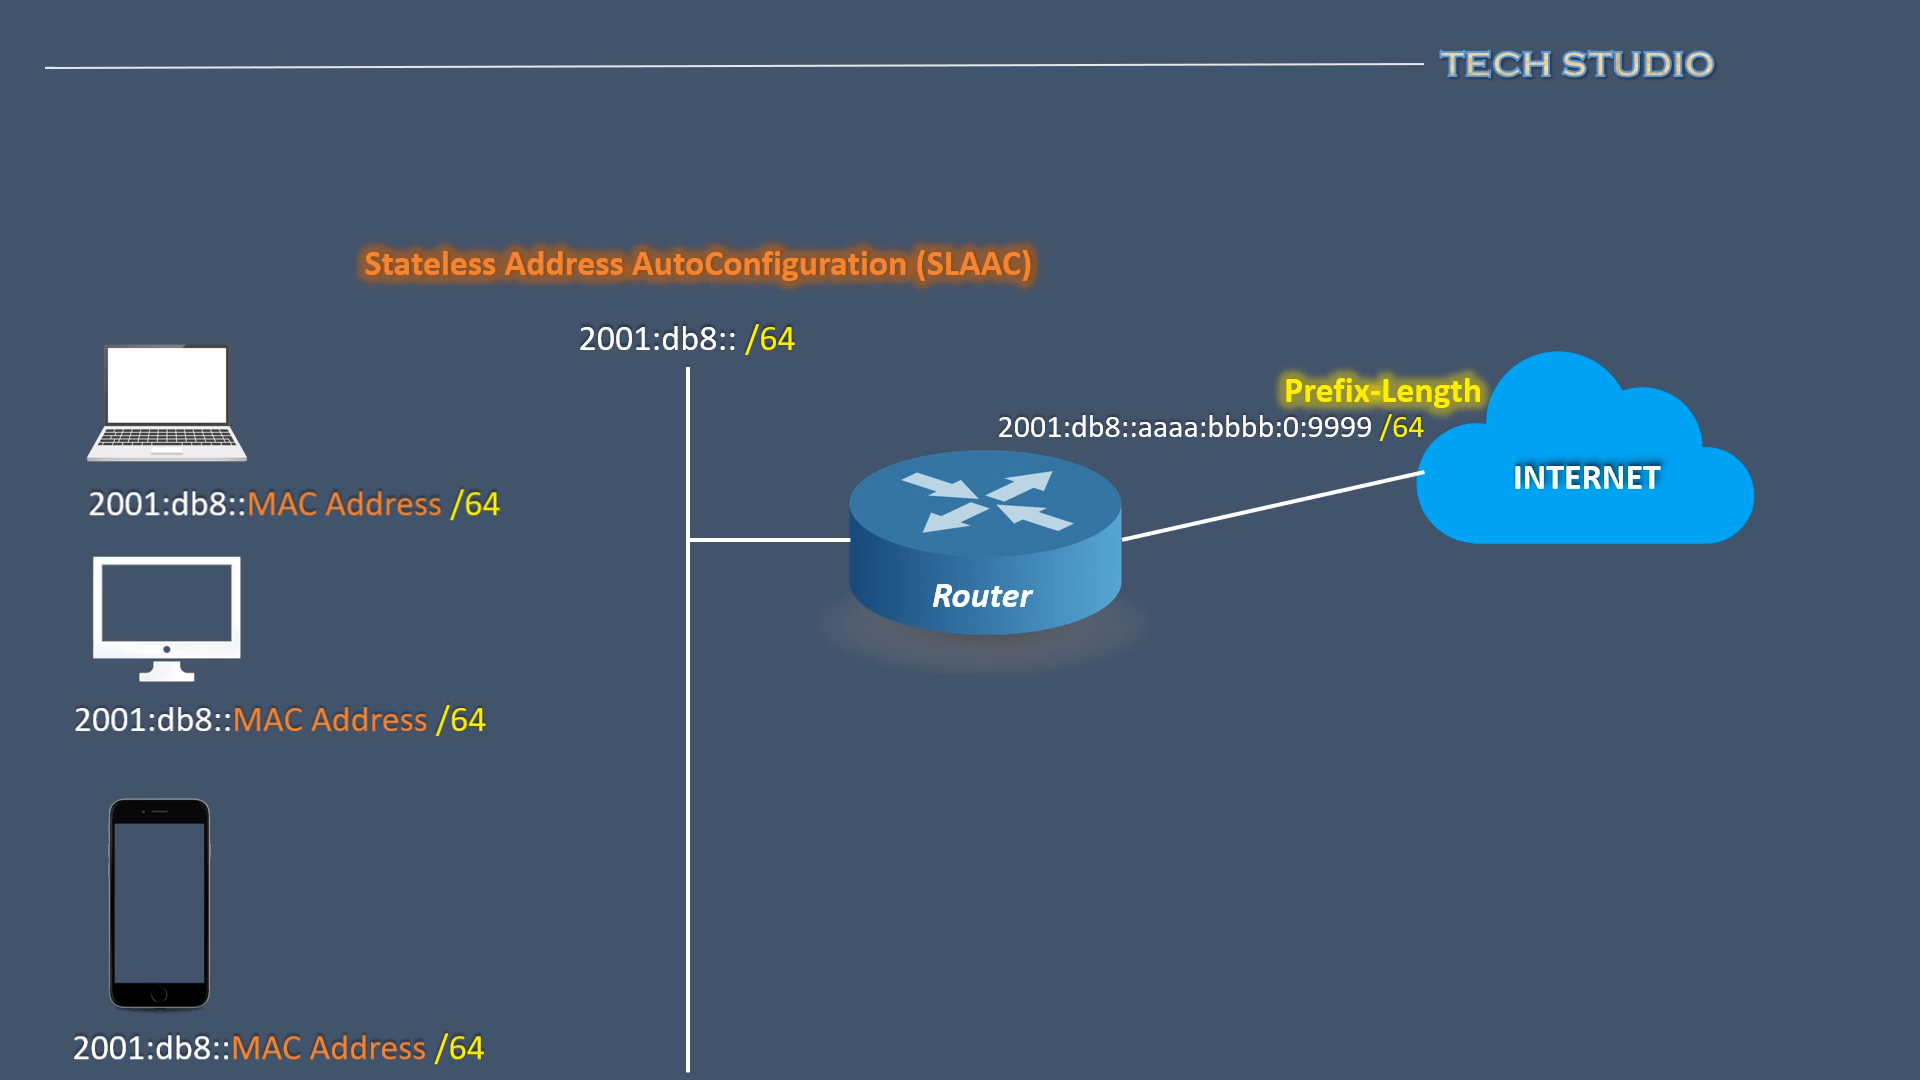 TECH STUDIO
Stateless Address AutoConfiguration (SLAAC)
2001:db8:: /64
Prefix-Length
2001:db8::aaaa:bbbb:0:9999 /64
INTERNET
2001:db8::MAC Address /64
Router
2001:db8::MAC Address /64
2001:db8::MAC Address /64